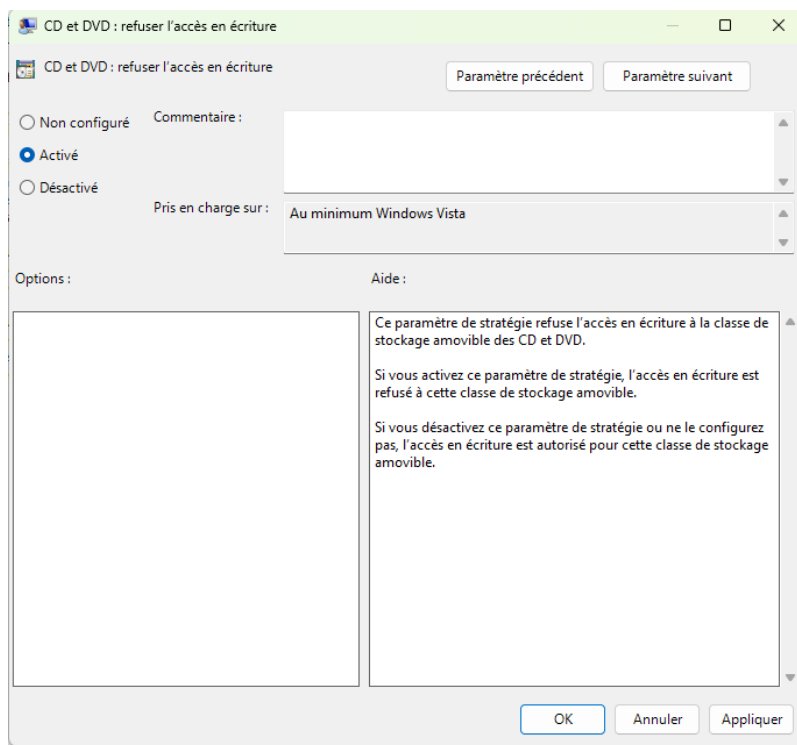 CD et DVD : refuser l'accès en écriture
CD et DVD : refuser l'accès en écriture
Paramètre précédent
Paramètre suivant
Non configuré
Commentaire :
Activé
Désactivé
Pris en charge sur :
Au minimum Windows Vista
Options :
Aide :
Ce paramètre de stratégie refuse l'accès en écriture à la classe de
stockage amovible des CD et DVD.
Si vous activez ce paramètre de stratégie, l'accès en écriture est
refusé à cette classe de stockage amovible.
Si vous désactivez ce paramètre de stratégie ou ne le configurez
pas, l'accès en écriture est autorisé pour cette classe de stockage
amovible.
OK
Annuler
Appliquer